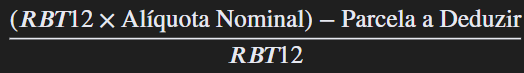 (RBT12 × Alíquota Nominal) − Parcela a Deduzir
RBT12